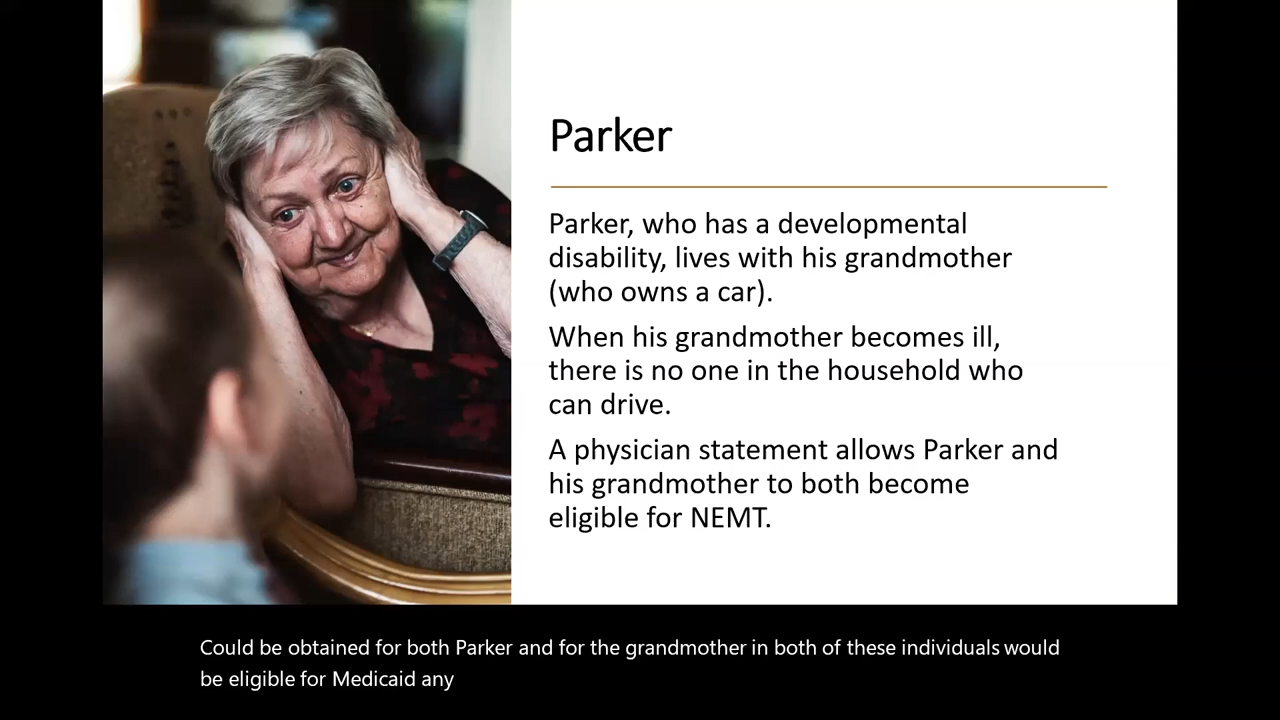 Parker
Parker, who has a developmental
disability, lives with his grandmother
(who owns a car).
When his grandmother becomes ill,
there is no one in the household who
can drive.
A physician statement allows Parker and
his grandmother to both become
eligible for NEMT.
Could be obtained for both Parker and for the grandmother in both of these individuals would
be eligible for Medicaid any